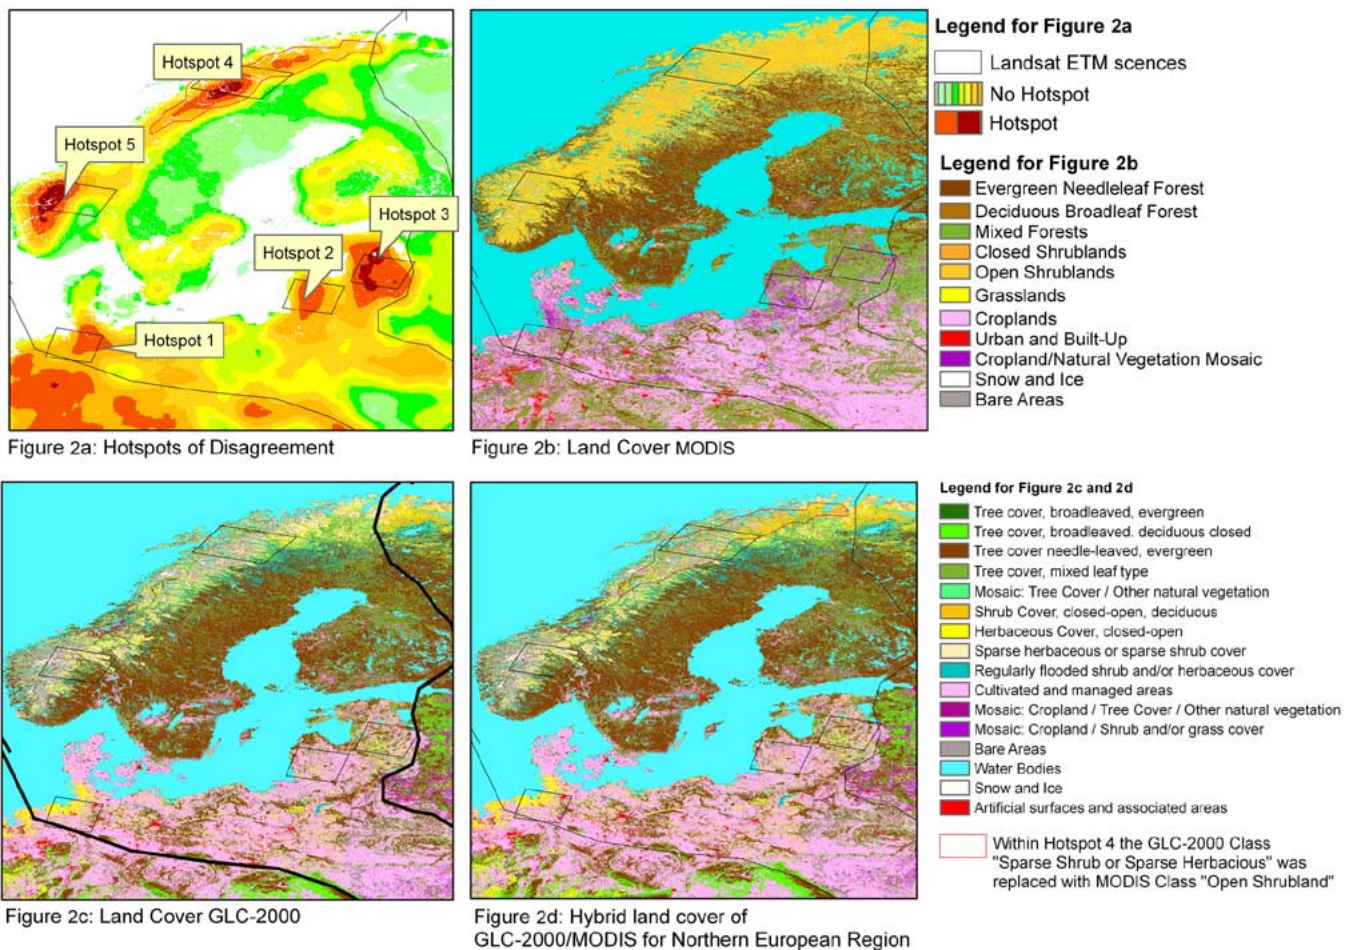 Hotspot 4
Hotspot 5
Hotspot 3
Hotspot 2
Hotspot 1
Figure 2a: Hotspots of Disagreement
Figure 2b: Land Cover MODIS
Legend for Figure 2a
Landsat ETM scences
No Hotspot
Hotspot
Legend for Figure 2b
Evergreen Needleleaf Forest
Deciduous Broadleaf Forest
Mixed Forests
Closed Shrublands
Open Shrublands
Grasslands
Croplands
Urban and Built-Up
Cropland/Natural Vegetation Mosaic
Snow and Ice
Bare Areas
Figure 2c: Land Cover GLC-2000
Figure 2d: Hybrid land cover of
GLC-2000/MODIS for Northern European Region
Legend for Figure 2c and 2d
Tree cover, broadleaved, evergreen
Tree cover, broadleaved. deciduous closed
Tree cover needle-leaved, evergreen
Tree cover, mixed leaf type
Mosaic: Tree Cover / Other natural vegetation
Shrub Cover, closed-open, deciduous
Herbaceous Cover, closed-open
Sparse herbaceous or sparse shrub cover
Regularly flooded shrub and/or herbaceous cover
Cultivated and managed areas
Mosaic: Cropland / Tree Cover / Other natural vegetation
Mosaic: Cropland / Shrub and/or grass cover
Bare Areas
Water Bodies
Snow and Ice
Artificial surfaces and associated areas
Within Hotspot 4 the GLC-2000 Class
"Sparse Shrub or Sparse Herbacious" was
replaced with MODIS Class "Open Shrubland"